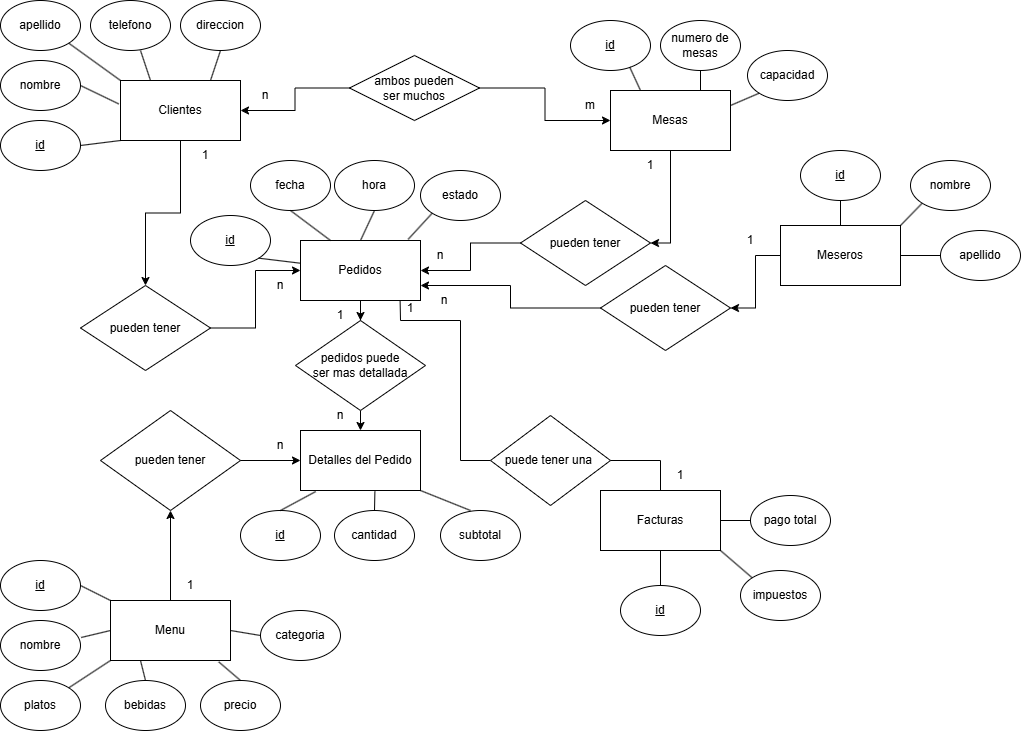 apellido
telefono
direccion
nombre
id
Clientes
n
ambos pueden
ser muchos
m
id
numero de
mesas
capacidad
Mesas
1
1
id
nombre
apellido
Meseros
1
fecha
hora
estado
id
Pedidos
n
pueden tener
n
pueden tener
n
pueden tener
1
1
pedidos puede
ser mas detallada
n
pueden tener
n
Detalles del Pedido
id
cantidad
subtotal
puede tener una
1
Facturas
pago total
impuestos
id
1
id
nombre
Menu
categoria
platos
bebidas
precio